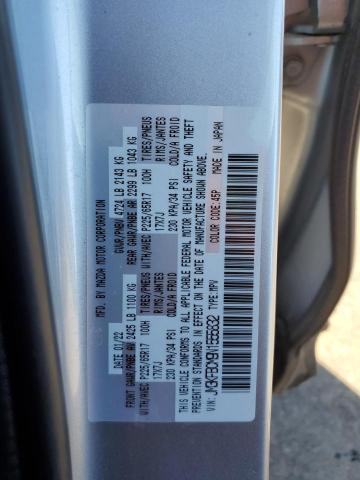 MFD. BY MAZDA MOTOR CORPORATION
DATE: 01/22 GVWR/PNBV 4724 LB 2143 KG
FRONT GAWR/PNBE AV 2425 LB 1100 KG REAR GAWR/PNBE AR 2299 LB 1043 KG
WITH/AVEC P225/65R17 100H TIRES/PNEUS WITH/AVEC P225/65R17 100H TIRES/PNEUS
17X7J RIMS/JANTES 17X7J RIMS/JANTES
230 KPA/34 PSI COLD/A FROID 230 KPA/34 PSI COLD/A FROID
THIS VEHICLE CONFORMS TO ALL APPLICABLE FEDERAL MOTOR VEHICLE SAFETY AND THEFT
PREVENTION STANDARDS IN EFFECT ON THE DATE OF MANUFACTURE SHOWN ABOVE.
COLOR CODE: 45P MADE IN JAPAN
VIN: TYPE: MPV